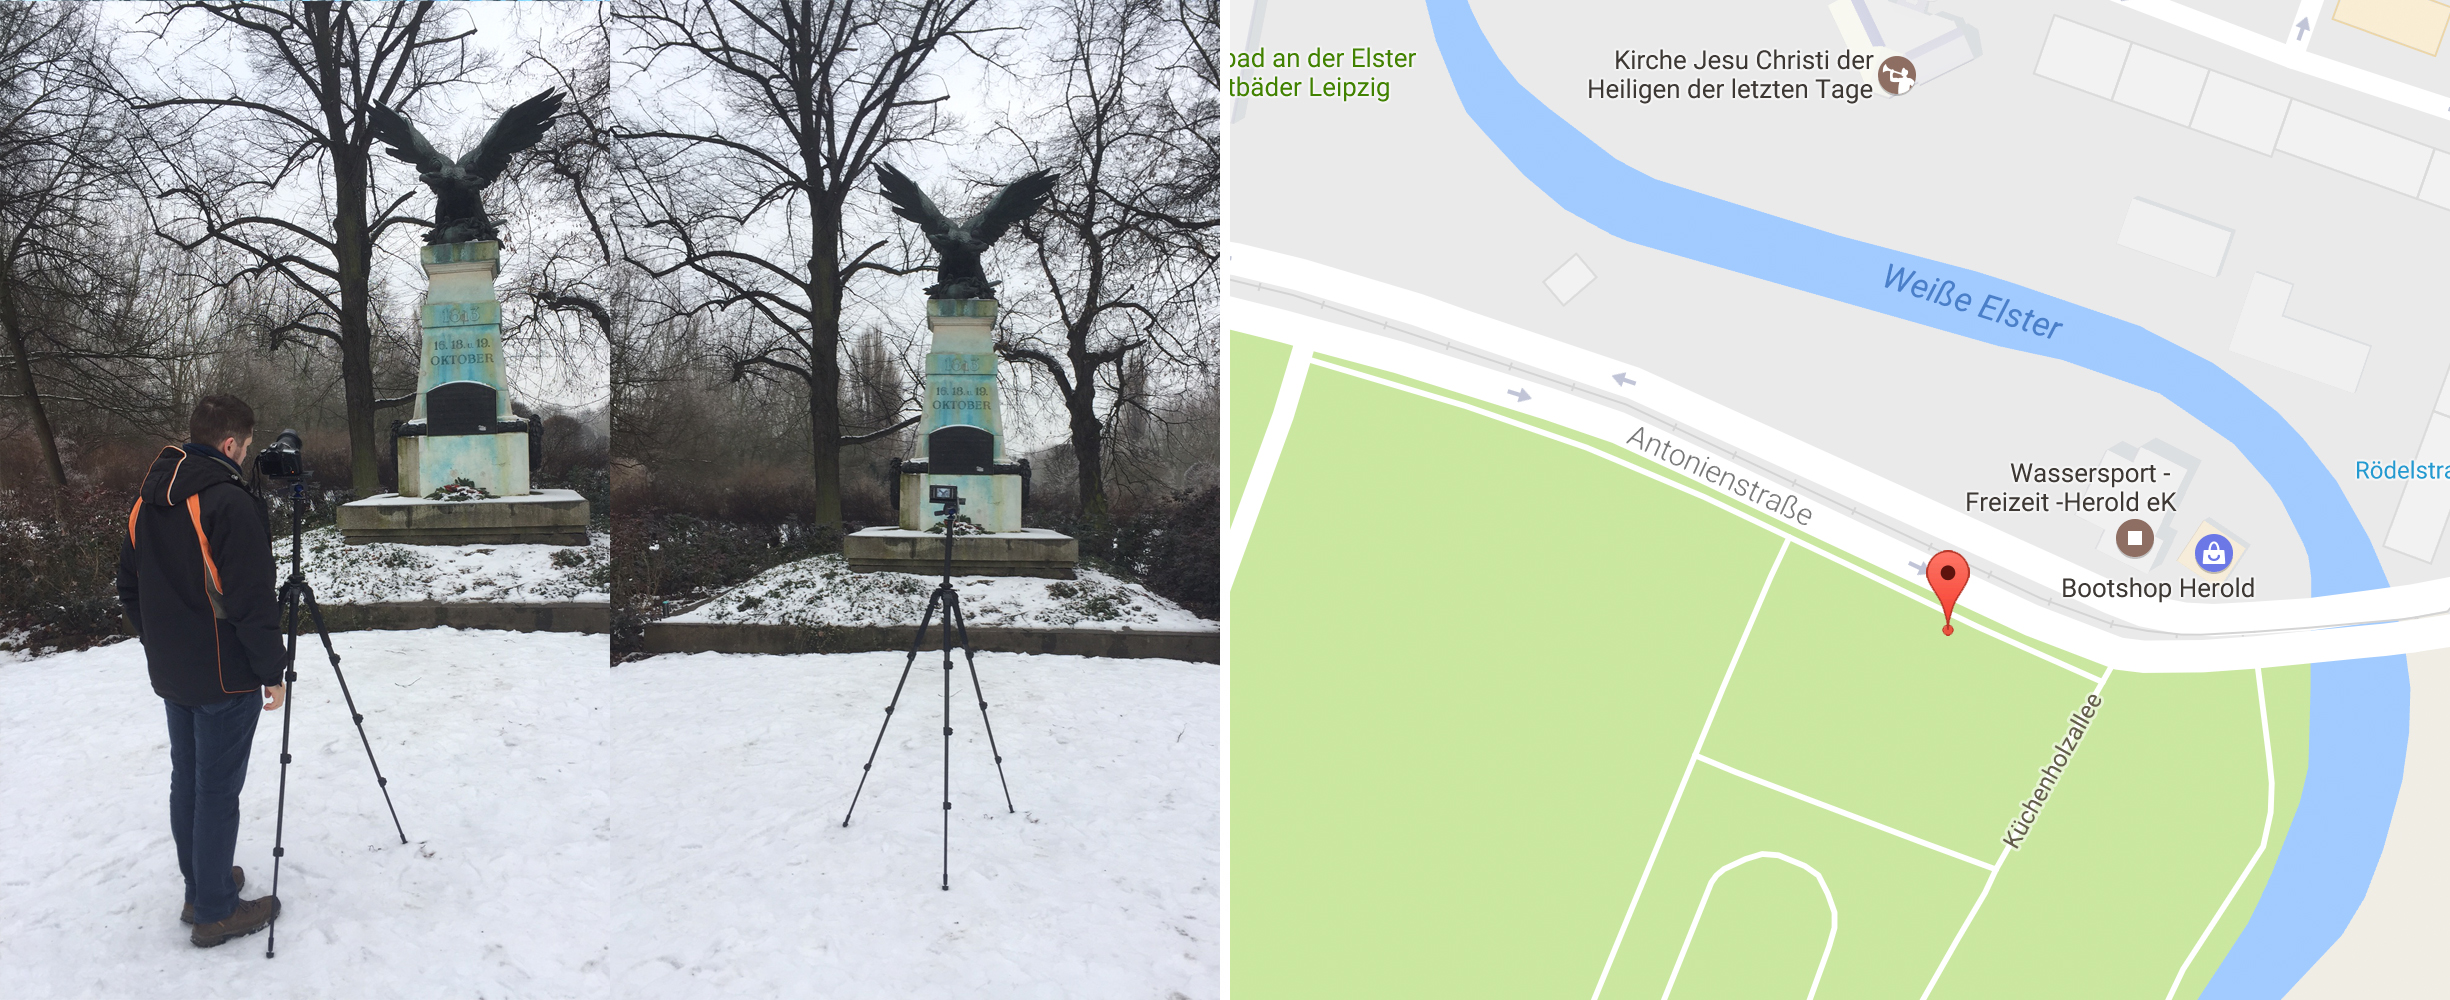 1813
16. 18. u. 19.
OKTOBER
1813
16. 18. u. 19.
OKTOBER
bad an der Elster
tbäder Leipzig
Kirche Jesu Christi der
Heiligen der letzten Tage
Weiße Elster
Antonienstraße
Wassersport -
Freizeit -Herold eK
Rödelstra
Bootshop Herold
Küchenholzallee